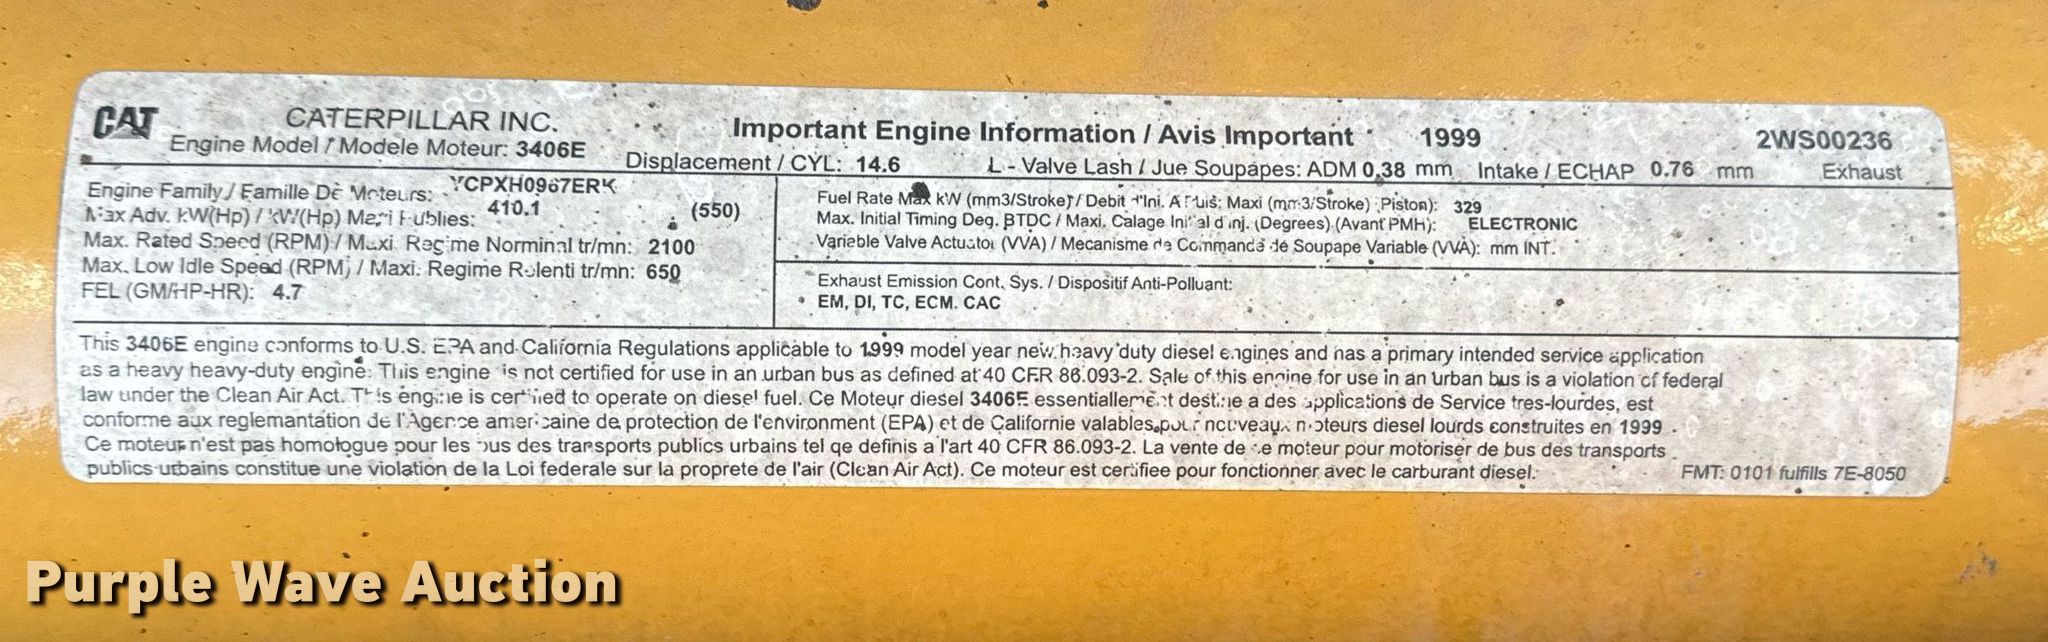 CAT CATERPILLAR INC.
Engine Model / Modele Moteur: 3406E
Important Engine Information / Avis Important 1999 2WS00236
Displacement / CYL: 14.6 L - Valve Lash / Jue Soupapes: ADM 0.38 mm Intake / ECHAP 0.76 mm Exhaust
Engine Family / Famille De Moteurs: YCPXH0967ERK
Max Adv. kW(Hp) / kW(Hp) Publies: 410.1 (550)
Max. Rated Speed (RPM) / Maxi. Regime Norminal tr/mn: 2100
Max. Low Idle Speed (RPM) / Maxi. Regime Rolenti tr/mn: 650
FEL (GM/HP-HR): 4.7
Fuel Rate Max kW (mm3/Stroke) / Debit Maxi (mm3/Stroke) Piston): 329
Max. Initial Timing Deg. BTDC / Maxi. Calage Initial d inj. (Degrees) (Avant PMH): ELECTRONIC
Variable Valve Actuator (VVA) / Mecanisme de Commande de Soupape Variable (VVA): mm INT.
Exhaust Emission Cont. Sys. / Dispositif Anti-Polluant:
EM, DI, TC, ECM. CAC
This 3406E engine conforms to U.S. EPA and California Regulations applicable to 1999 model year new heavy duty diesel engines and has a primary intended service application
as a heavy heavy-duty engine. This engine is not certified for use in an urban bus as defined at 40 CFR 86.093-2. Sale of this engine for use in an urban bus is a violation of federal
law under the Clean Air Act. This engine is certified to operate on diesel fuel. Ce Moteur diesel 3406E essentiellement destine a des applications de Service tres-lourdes, est
conforme aux reglemantation de l'Agence americaine de protection de l'environment (EPA) et de Californie valables pour nouveaux moteurs diesel lourds construites en 1999 .
Ce moteur n'est pas homologue pour les bus des transports publics urbains tel qe definis a l'art 40 CFR 86.093-2. La vente de ce moteur pour motoriser de bus des transports
publics urbains constitue une violation de la Loi federale sur la proprete de l'air (Clean Air Act). Ce moteur est certifiee pour fonctionner avec le carburant diesel.
FMT: 0101 fulfills 7E-8050
Purple Wave Auction